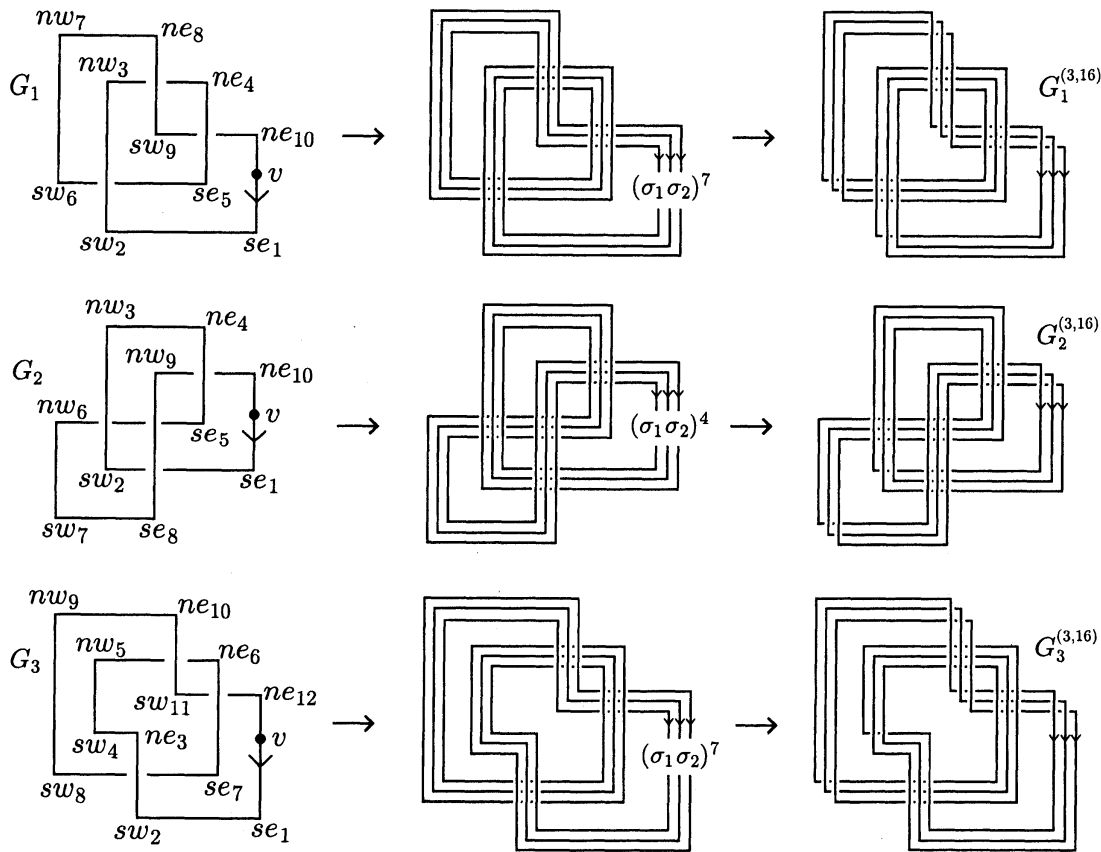 nw₇ ne₈
nw₃ ne₄
G₁ G₁^(3,16)
sw₉ ne₁₀
v
sw₆ se₅ (σ₁σ₂)⁷
sw₂ se₁
nw₃ ne₄
nw₉ ne₁₀ G₂^(3,16)
G₂
nw₆ v
se₅ (σ₁σ₂)⁴
sw₂ se₁
sw₇ se₈
nw₉ ne₁₀
nw₅ ne₆ G₃^(3,16)
G₃
sw₁₁ ne₁₂
sw₄ ne₃ v
(σ₁σ₂)⁷
sw₈ se₇
sw₂ se₁